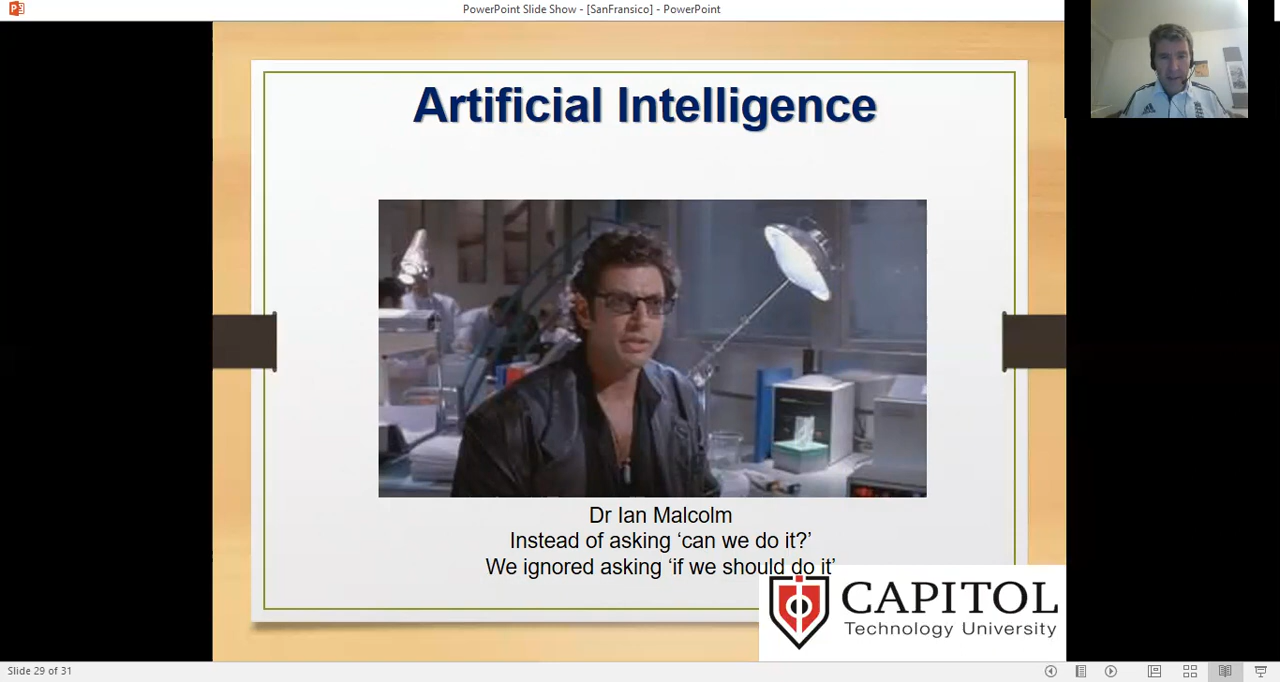 PowerPoint Slide Show - [SanFransico] - PowerPoint
Artificial Intelligence
Dr Ian Malcolm
Instead of asking ‘can we do it?’
We ignored asking ‘if we should do it’
CAPITOL
Technology University
Slide 29 of 31